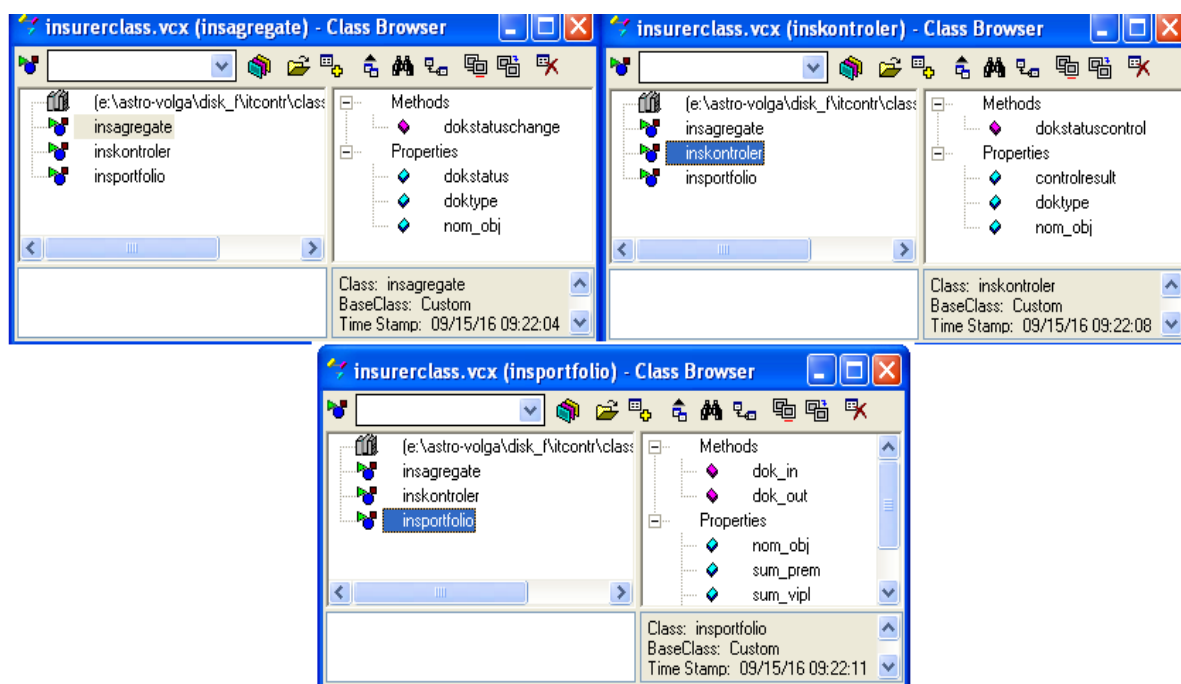 insurerclass.vcx (insagregate) - Class Browser
(e:\astro-volga\disk_f\itcontr\class
insagregate
inskontroler
insportfolio
Methods
dokstatuschange
Properties
dokstatus
doktype
nom_obj
Class: insagregate
BaseClass: Custom
Time Stamp: 09/15/16 09:22:04
insurerclass.vcx (inskontroler) - Class Browser
(e:\astro-volga\disk_f\itcontr\class
insagregate
inskontroler
insportfolio
Methods
dokstatuscontrol
Properties
controlresult
doktype
nom_obj
Class: inskontroler
BaseClass: Custom
Time Stamp: 09/15/16 09:22:08
insurerclass.vcx (insportfolio) - Class Browser
(e:\astro-volga\disk_f\itcontr\class
insagregate
inskontroler
insportfolio
Methods
dok_in
dok_out
Properties
nom_obj
sum_prem
sum_vipl
Class: insportfolio
BaseClass: Custom
Time Stamp: 09/15/16 09:22:11